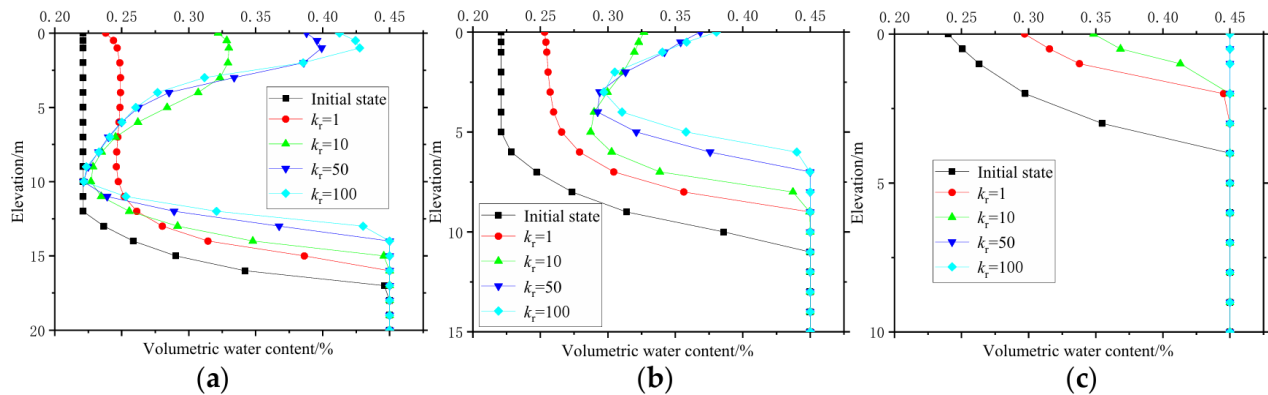 0.20 0.25 0.30 0.35 0.40 0.45
0
5
10
15
20
Elevation/m
Initial state
kr=1
kr=10
kr=50
kr=100
Volumetric water content/%
(a)
0.20 0.25 0.30 0.35 0.40 0.45
0
5
10
15
Elevation/m
Initial state
kr=1
kr=10
kr=50
kr=100
Volumetric water content/%
(b)
0.20 0.25 0.30 0.35 0.40 0.45
0
5
10
Elevation/m
Initial state
kr=1
kr=10
kr=50
kr=100
Volumetric water content/%
(c)